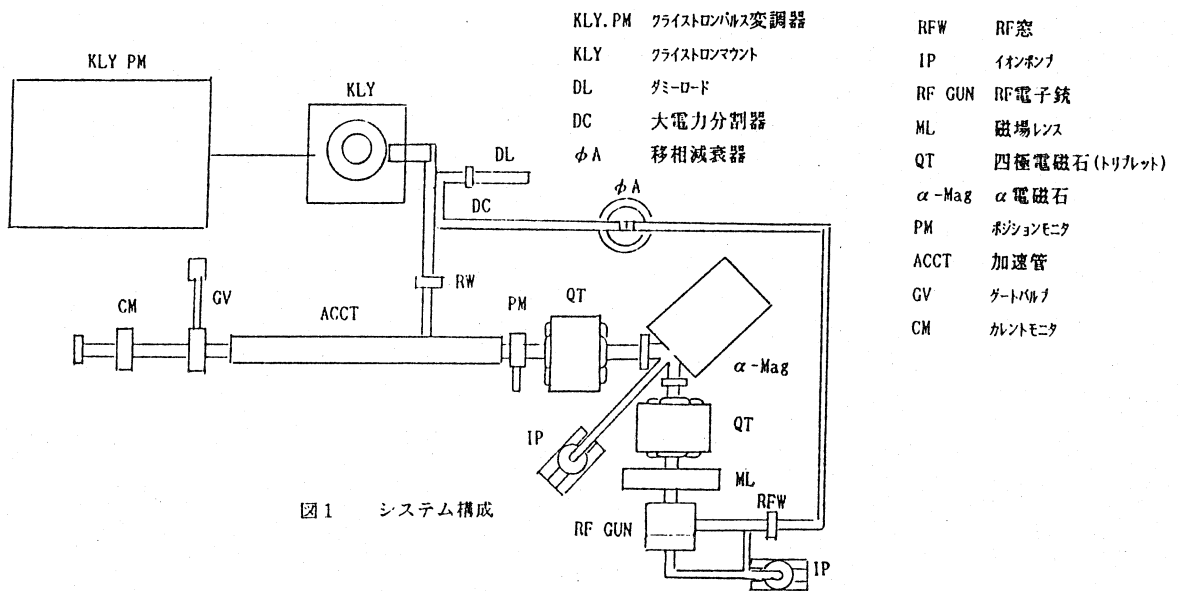 KLY.PM クライストロンパルス変調器
KLY クライストロンマウント
DL ダミーロード
DC 大電力分割器
φA 移相減衰器
RFW RF窓
IP イオンポンプ
RF GUN RF電子銃
ML 磁場レンズ
QT 四極電磁石(トリプレット)
α-Mag α電磁石
PM ポジションモニタ
ACCT 加速管
GV ゲートバルブ
CM カレントモニタ
KLY PM
KLY
DL
φA
DC
RW
CM
GV
ACCT
PM
QT
α-Mag
IP
QT
ML
RFW
RF GUN
IP
図1 システム構成